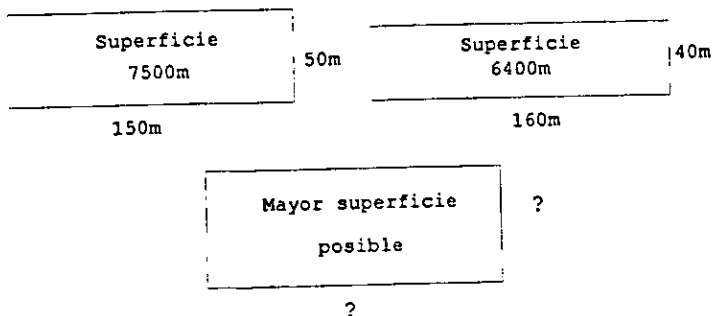 Superficie
7500m
50m
150m
Superficie
6400m
40m
160m
Mayor superficie
posible
?
?